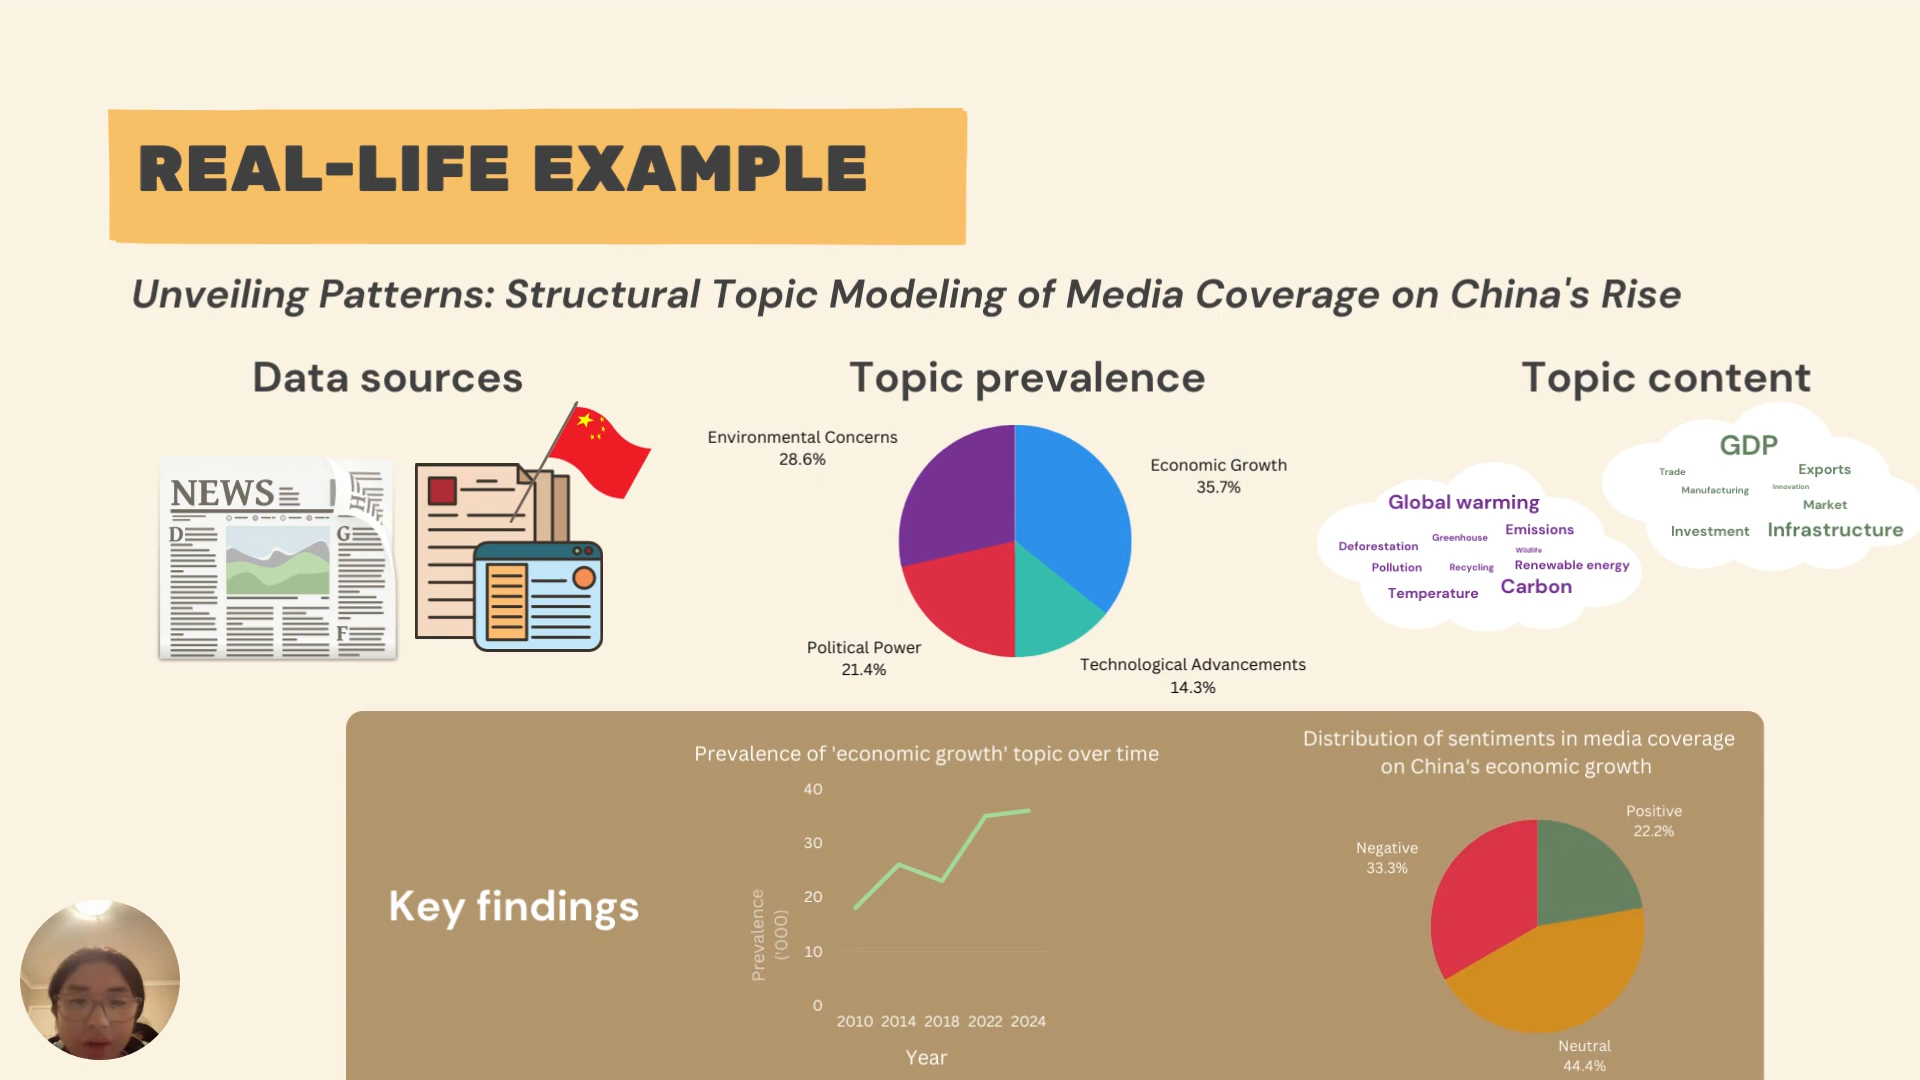 REAL-LIFE EXAMPLE
Unveiling Patterns: Structural Topic Modeling of Media Coverage on China's Rise
Data sources
NEWS
D
G
F
Topic prevalence
Environmental Concerns
28.6%
Economic Growth
35.7%
Political Power
21.4%
Technological Advancements
14.3%
Topic content
Global warming
Emissions
Greenhouse
Deforestation
Wildlife
Pollution
Recycling
Renewable energy
Temperature
Carbon
GDP
Trade
Exports
Manufacturing
Innovation
Market
Investment
Infrastructure
Key findings
Prevalence of 'economic growth' topic over time
40
30
20
10
0
Prevalence
('000)
2010 2014 2018 2022 2024
Year
Distribution of sentiments in media coverage
on China's economic growth
Positive
22.2%
Negative
33.3%
Neutral
44.4%